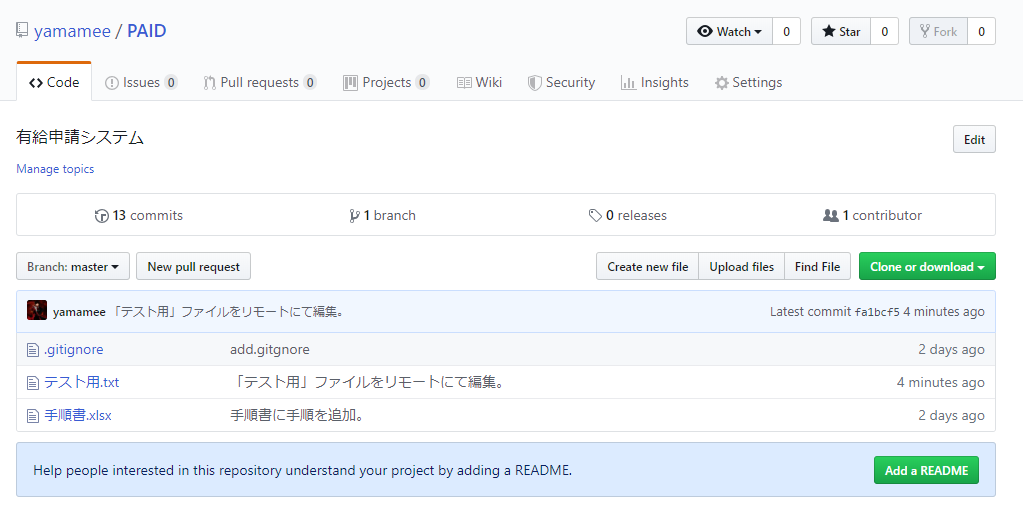 yamamee / PAID Watch 0 Star 0 Fork 0
Code Issues 0 Pull requests 0 Projects 0 Wiki Security Insights Settings
有給申請システム Edit
Manage topics
13 commits 1 branch 0 releases 1 contributor
Branch: master New pull request Create new file Upload files Find File Clone or download
yamamee 「テスト用」ファイルをリモートにて編集。 Latest commit fa1bcf5 4 minutes ago
.gitignore add.gitgnore 2 days ago
テスト用.txt 「テスト用」ファイルをリモートにて編集。 4 minutes ago
手順書.xlsx 手順書に手順を追加。 2 days ago
Help people interested in this repository understand your project by adding a README. Add a README